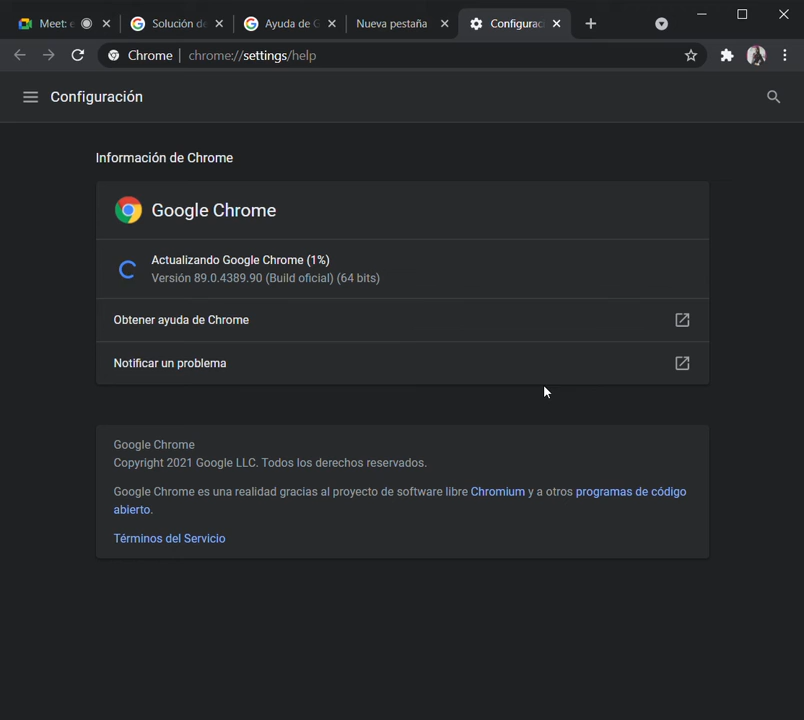 Meet: e
Solución de
Ayuda de G
Nueva pestaña
Configurac
Chrome | chrome://settings/help
Configuración
Información de Chrome
Google Chrome
Actualizando Google Chrome (1%)
Versión 89.0.4389.90 (Build oficial) (64 bits)
Obtener ayuda de Chrome
Notificar un problema
Google Chrome
Copyright 2021 Google LLC. Todos los derechos reservados.
Google Chrome es una realidad gracias al proyecto de software libre Chromium y a otros programas de código
abierto.
Términos del Servicio